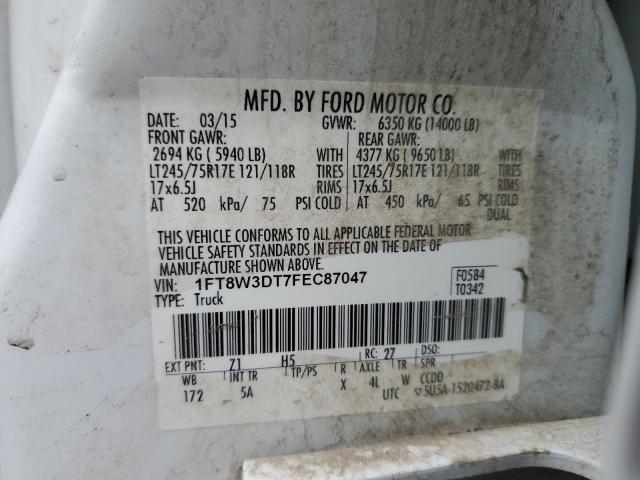 MFD. BY FORD MOTOR CO.
DATE: 03/15 GVWR: 6350 KG (14000 LB)
FRONT GAWR: REAR GAWR:
2694 KG ( 5940 LB) WITH 4377 KG ( 9650 LB) WITH
LT245/75R17E 121/118R TIRES LT245/75R17E 121/118R TIRES
17x6.5J RIMS 17x6.5J RIMS
AT 520 kPa/ 75 PSI COLD AT 450 kPa/ 65 PSI COLD
DUAL
THIS VEHICLE CONFORMS TO ALL APPLICABLE FEDERAL MOTOR
VEHICLE SAFETY STANDARDS IN EFFECT ON THE DATE OF
MANUFACTURE SHOWN ABOVE.
VIN: 1FT8W3DT7FEC87047 F0584
TYPE: Truck T0342
EXT PNT: Z1 H5 RC: 27 DSO:
WB INT TR TP/PS R AXLE TR SPR
172 5A X 4L W CCDD
UTC ▽5U5A-1520472-BA